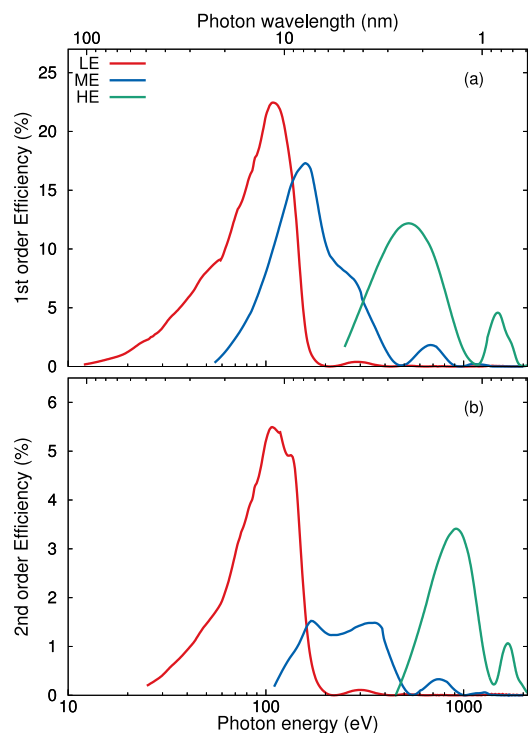 Photon wavelength (nm)
100 10 1
LE
ME
HE
(a)
25
20
15
10
5
0
1st order Efficiency (%)
(b)
6
5
4
3
2
1
0
2nd order Efficiency (%)
10 100 1000
Photon energy (eV)